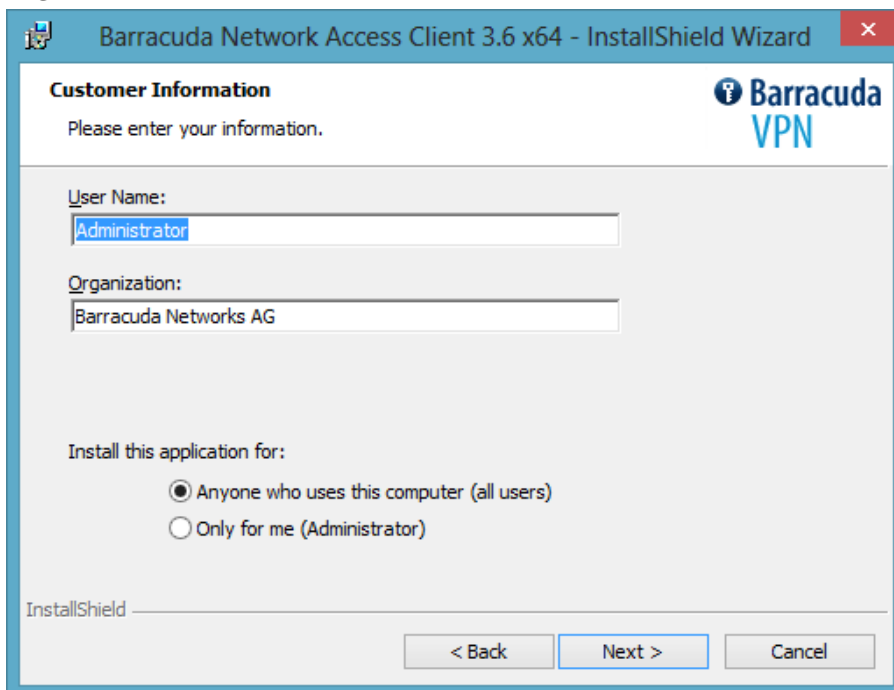 Barracuda Network Access Client 3.6 x64 - InstallShield Wizard
Customer Information
Please enter your information.
Barracuda
VPN
User Name:
Administrator
Organization:
Barracuda Networks AG
Install this application for:
Anyone who uses this computer (all users)
Only for me (Administrator)
InstallShield
< Back Next > Cancel